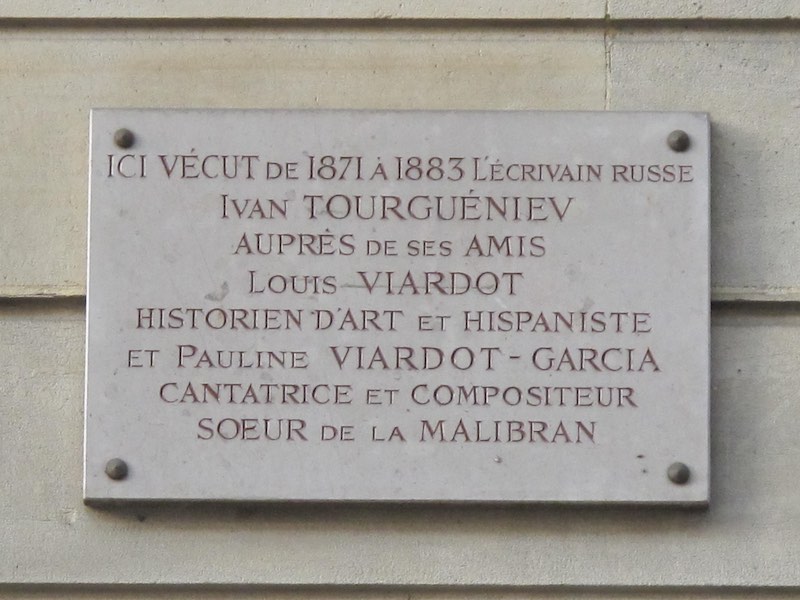 ICI VÉCUT DE 1871 À 1883 L'ÉCRIVAIN RUSSE
IVAN TOURGUÉNIEV
AUPRÈS DE SES AMIS
LOUIS VIARDOT
HISTORIEN D'ART ET HISPANISTE
ET PAULINE VIARDOT-GARCIA
CANTATRICE ET COMPOSITEUR
SOEUR DE LA MALIBRAN